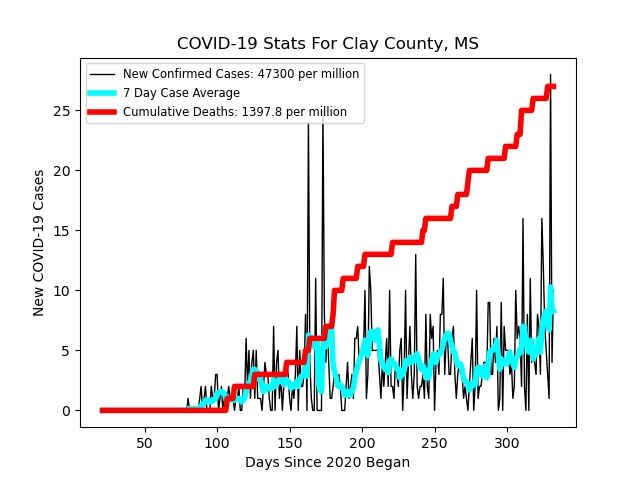 COVID-19 Stats For Clay County, MS
New Confirmed Cases: 47300 per million
7 Day Case Average
Cumulative Deaths: 1397.8 per million
New COVID-19 Cases
25
20
15
10
5
0
50 100 150 200 250 300
Days Since 2020 Began